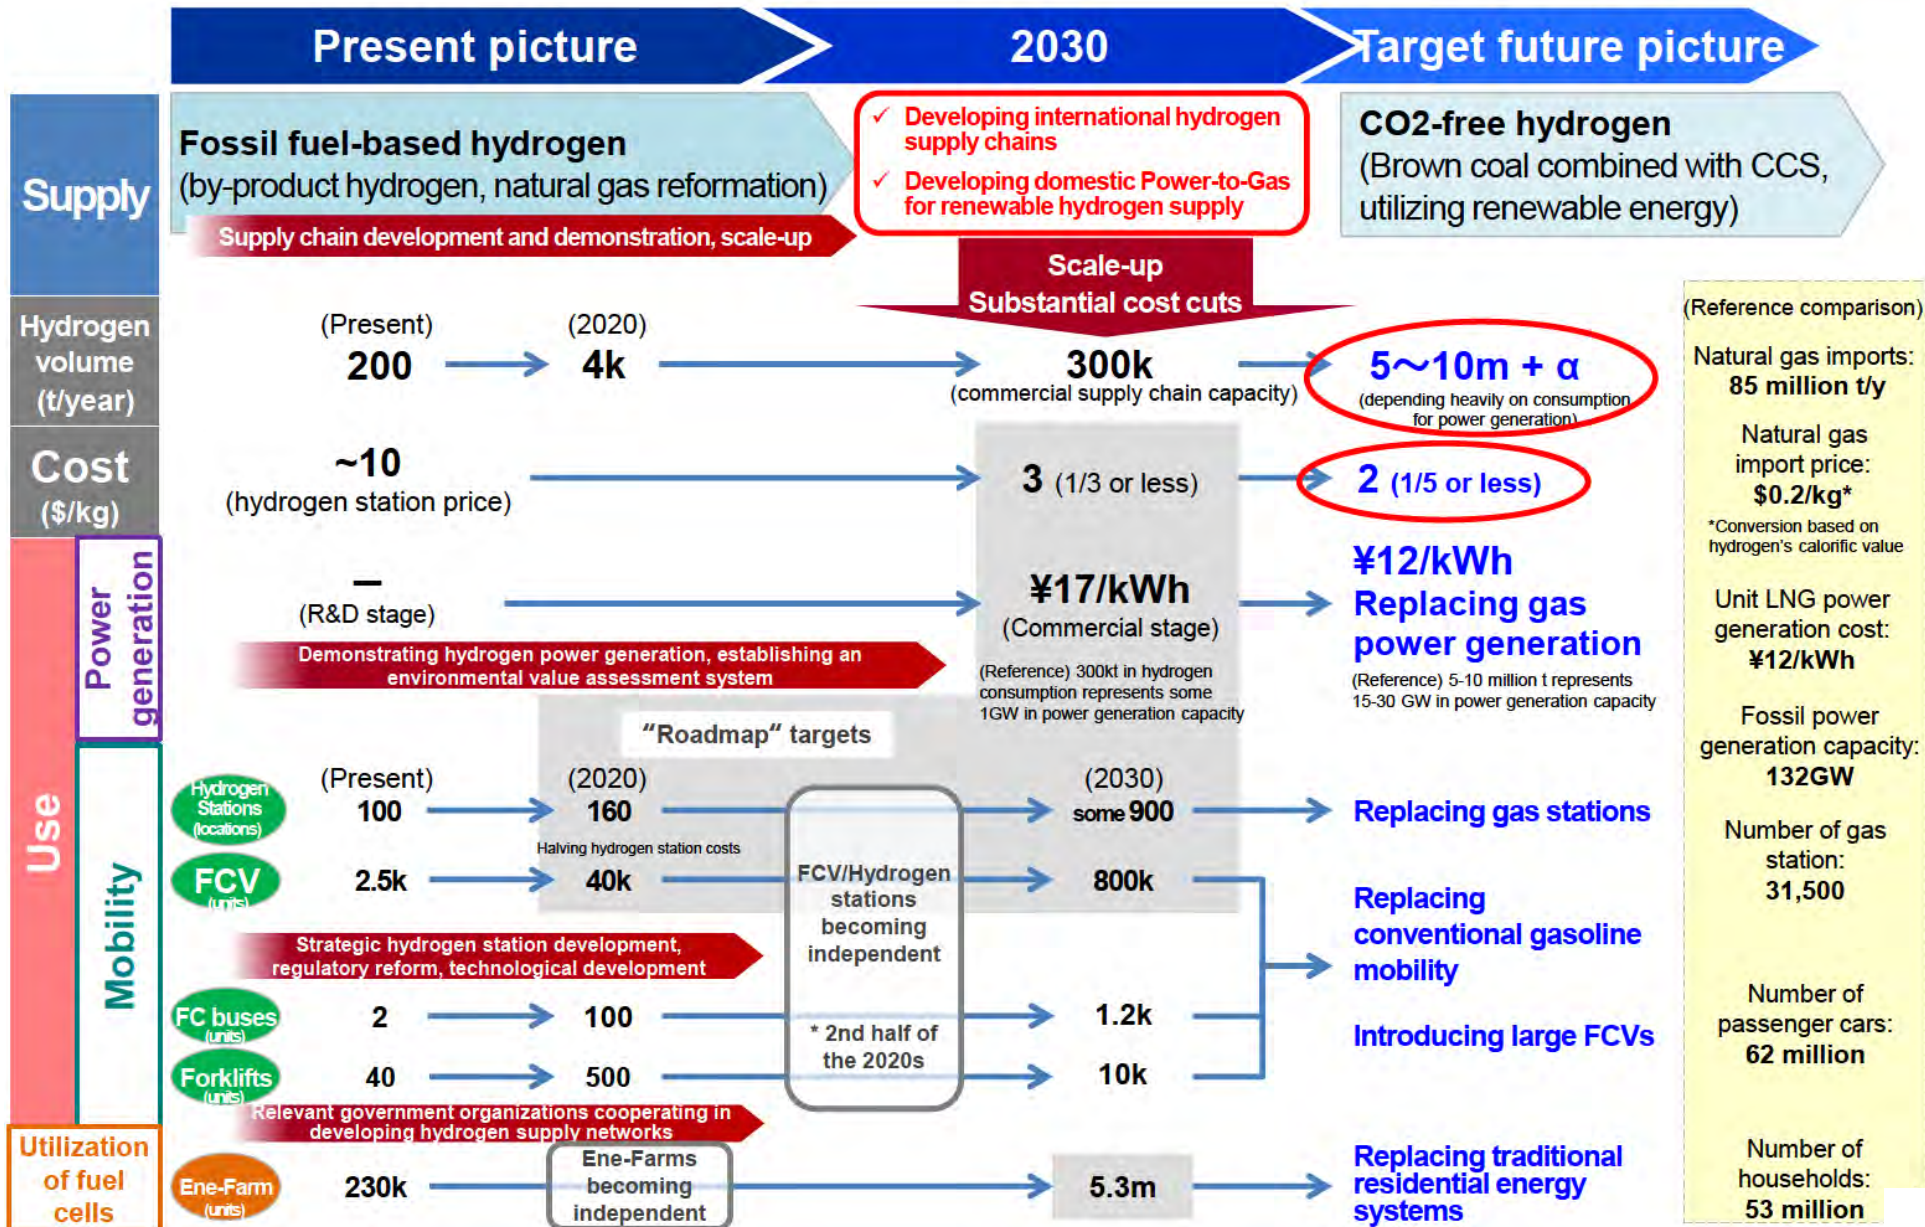 Present picture
2030
Target future picture
Supply
Fossil fuel-based hydrogen
(by-product hydrogen, natural gas reformation)
Supply chain development and demonstration, scale-up
✓ Developing international hydrogen
supply chains
✓ Developing domestic Power-to-Gas
for renewable hydrogen supply
CO2-free hydrogen
(Brown coal combined with CCS,
utilizing renewable energy)
Scale-up
Substantial cost cuts
Hydrogen
volume
(t/year)
(Present)
200
(2020)
4k
300k
(commercial supply chain capacity)
5～10m + α
(depending heavily on consumption
for power generation)
Cost
($/kg)
~10
(hydrogen station price)
3 (1/3 or less)
2 (1/5 or less)
Use
Power
generation
—
(R&D stage)
¥17/kWh
(Commercial stage)
(Reference) 300kt in hydrogen
consumption represents some
1GW in power generation capacity
¥12/kWh
Replacing gas
power generation
(Reference) 5-10 million t represents
15-30 GW in power generation capacity
Demonstrating hydrogen power generation, establishing an
environmental value assessment system
"Roadmap" targets
Mobility
Hydrogen
Stations
(locations)
(Present)
100
(2020)
160
Halving hydrogen station costs
(2030)
some 900
Replacing gas stations
FCV
(units)
2.5k
40k
800k
FCV/Hydrogen
stations
becoming
independent
* 2nd half of
the 2020s
Replacing
conventional gasoline
mobility
Strategic hydrogen station development,
regulatory reform, technological development
FC buses
(units)
2
100
1.2k
Introducing large FCVs
Forklifts
(units)
40
500
10k
Relevant government organizations cooperating in
developing hydrogen supply networks
Utilization
of fuel
cells
Ene-Farm
(units)
230k
Ene-Farms
becoming
independent
5.3m
Replacing traditional
residential energy
systems
(Reference comparison)
Natural gas imports:
85 million t/y
Natural gas
import price:
$0.2/kg*
*Conversion based on
hydrogen's calorific value
Unit LNG power
generation cost:
¥12/kWh
Fossil power
generation capacity:
132GW
Number of gas
station:
31,500
Number of
passenger cars:
62 million
Number of
households:
53 million